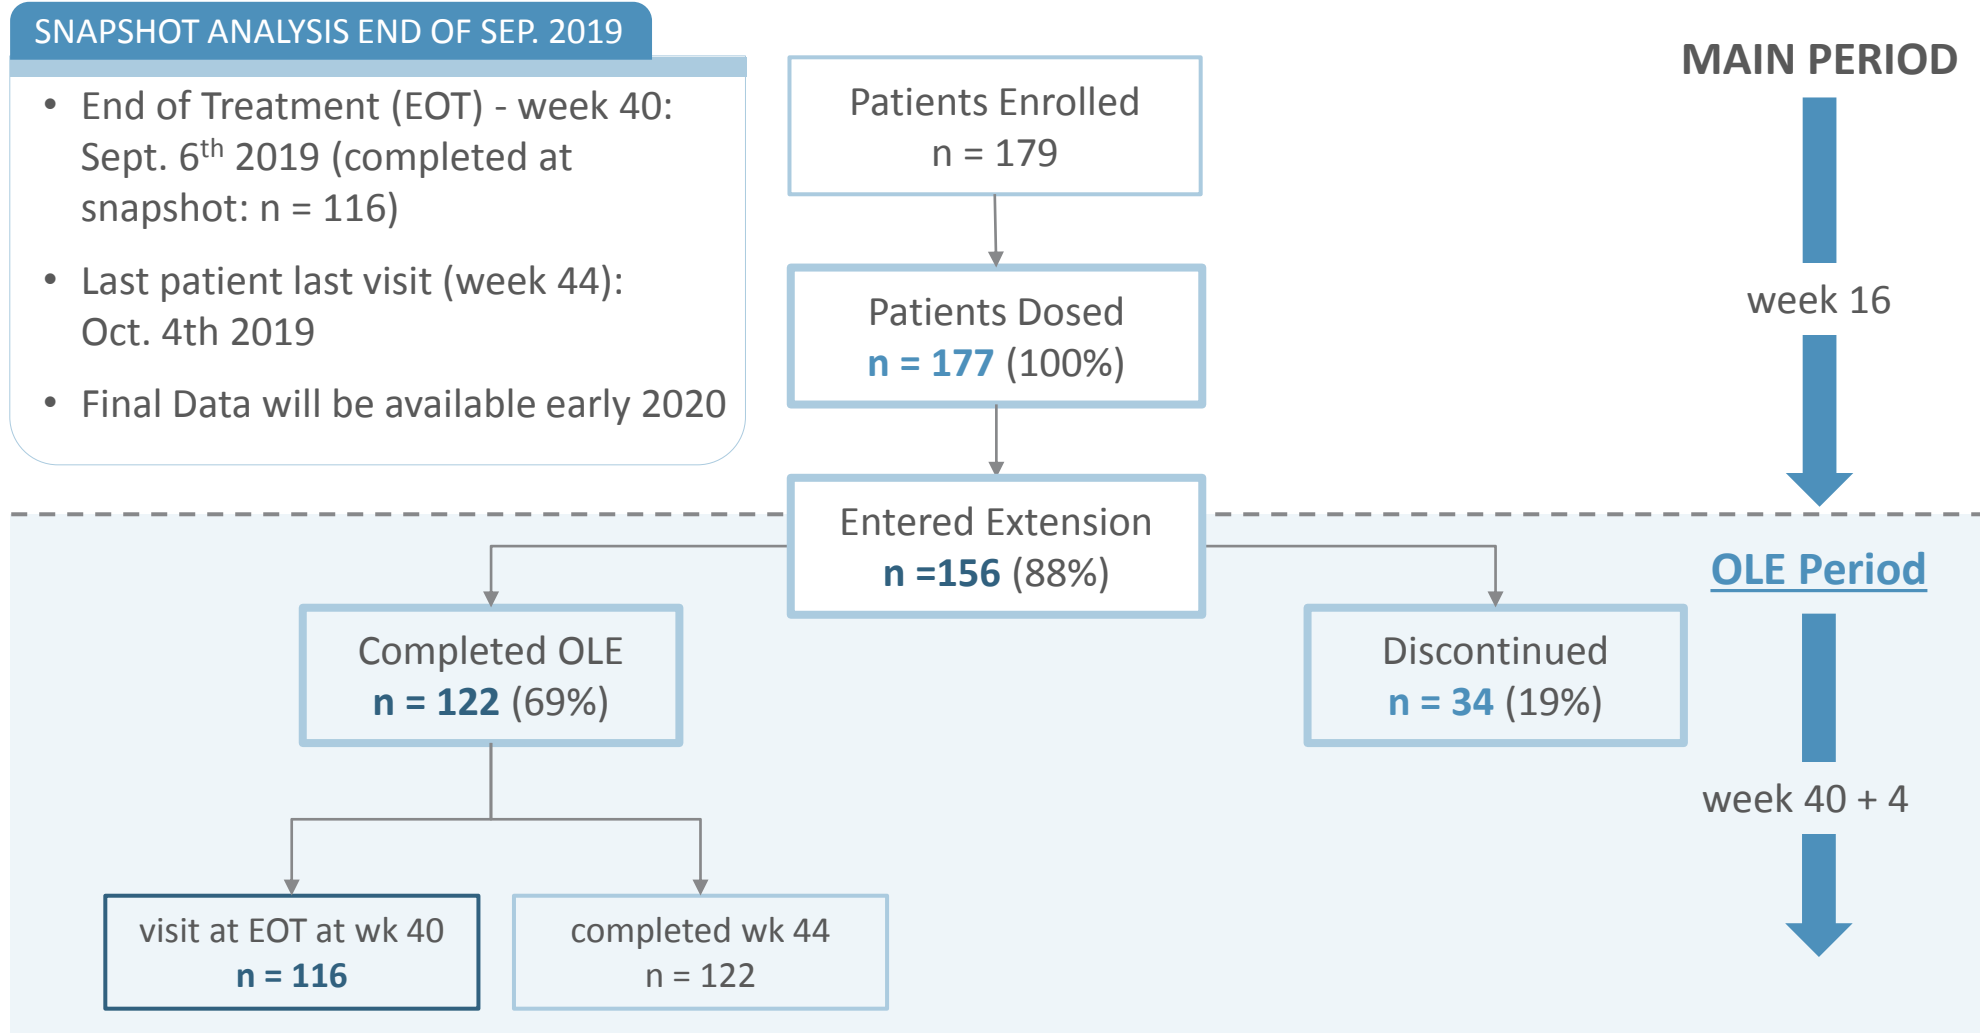 SNAPSHOT ANALYSIS END OF SEP. 2019
• End of Treatment (EOT) - week 40:
Sept. 6th 2019 (completed at
snapshot: n = 116)
• Last patient last visit (week 44):
Oct. 4th 2019
• Final Data will be available early 2020
Patients Enrolled
n = 179
Patients Dosed
n = 177 (100%)
Entered Extension
n =156 (88%)
Completed OLE
n = 122 (69%)
Discontinued
n = 34 (19%)
visit at EOT at wk 40
n = 116
completed wk 44
n = 122
MAIN PERIOD
week 16
OLE Period
week 40 + 4